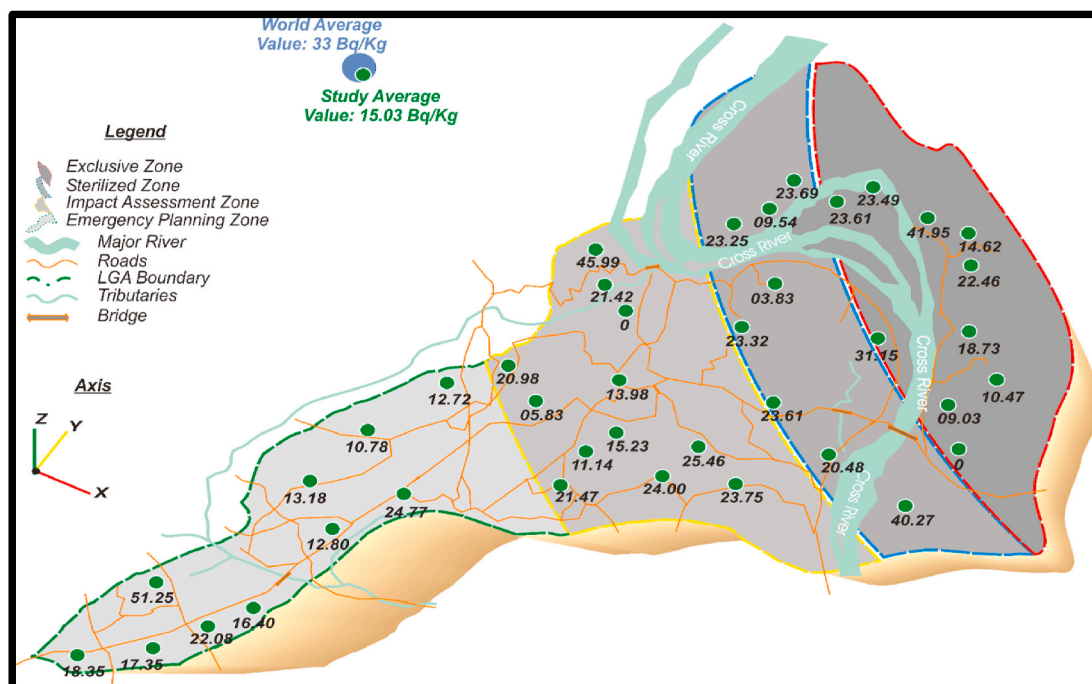 World Average
Value: 33 Bq/Kg
Study Average
Value: 15.03 Bq/Kg
Legend
Exclusive Zone
Sterilized Zone
Impact Assessment Zone
Emergency Planning Zone
Major River
Roads
LGA Boundary
Tributaries
Bridge
Axis
Z
Y
X
Cross River
Cross River
Cross River
Cross River
23.69
23.49
09.54
23.61
23.25
41.95
14.62
45.99
22.46
21.42
03.83
0
23.32
18.73
31.15
20.98
12.72
13.98
10.47
05.83
23.61
09.03
10.78
15.23
11.14
25.46
20.48
0
13.18
21.47
24.00
23.75
24.77
40.27
12.80
51.25
16.40
22.08
17.35
18.35